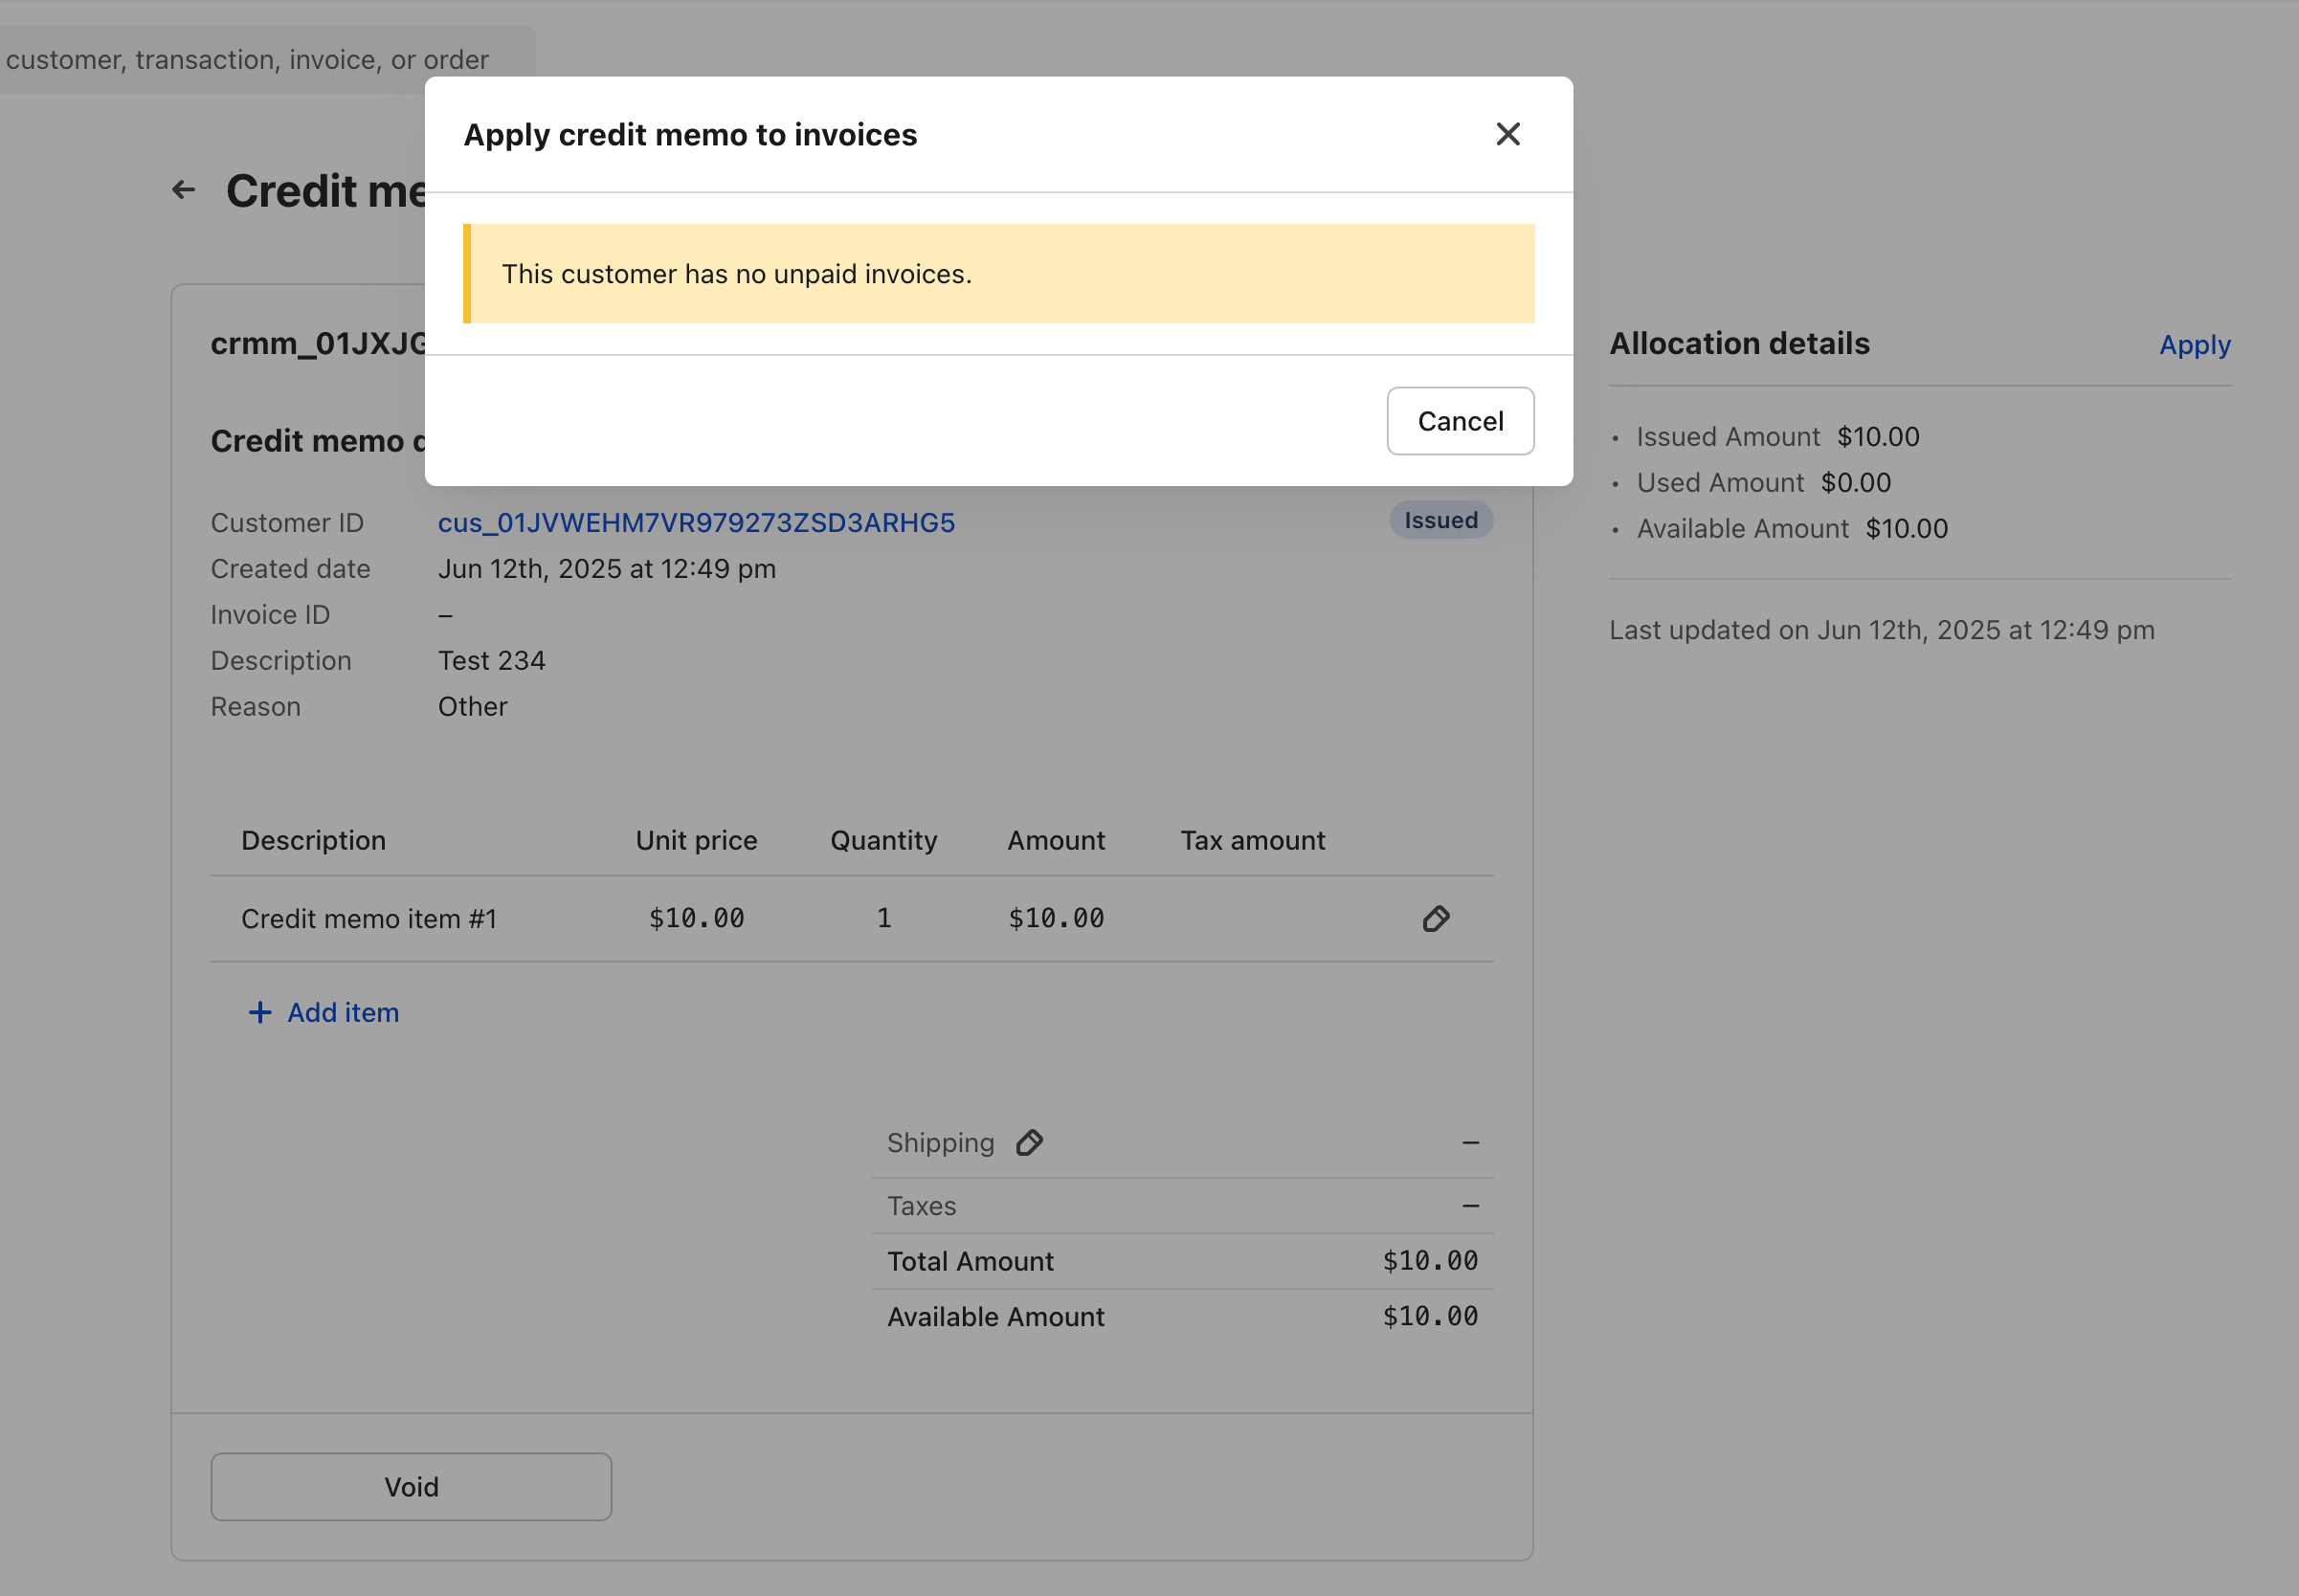 customer, transaction, invoice, or order
Apply credit memo to invoices
Credit me
This customer has no unpaid invoices.
Cancel
crmm_01JXJG
Credit memo d
Customer ID cus_01JVWEHM7VR979273ZSD3ARHG5 Issued
Created date Jun 12th, 2025 at 12:49 pm
Invoice ID –
Description Test 234
Reason Other
Description Unit price Quantity Amount Tax amount
Credit memo item #1 $10.00 1 $10.00
+ Add item
Shipping –
Taxes –
Total Amount $10.00
Available Amount $10.00
Void
Allocation details Apply
• Issued Amount $10.00
• Used Amount $0.00
• Available Amount $10.00
Last updated on Jun 12th, 2025 at 12:49 pm